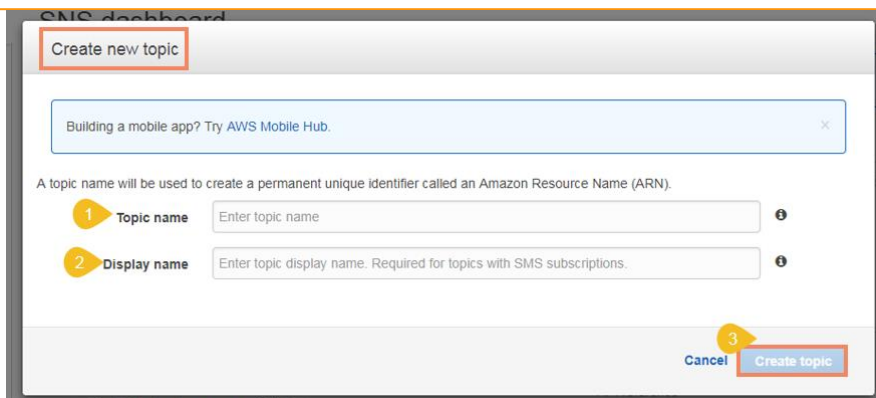 SNS dashboard
Create new topic
Building a mobile app? Try AWS Mobile Hub. ×
A topic name will be used to create a permanent unique identifier called an Amazon Resource Name (ARN).
1 Topic name Enter topic name
2 Display name Enter topic display name. Required for topics with SMS subscriptions.
3
Cancel Create topic